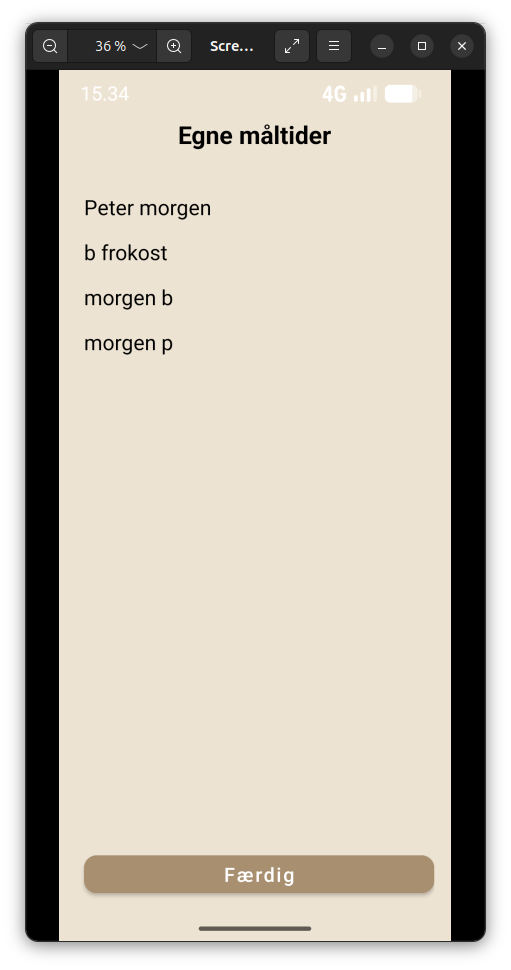 36 % Scre...
15.34 4G
Egne måltider
Peter morgen
b frokost
morgen b
morgen p
Færdig